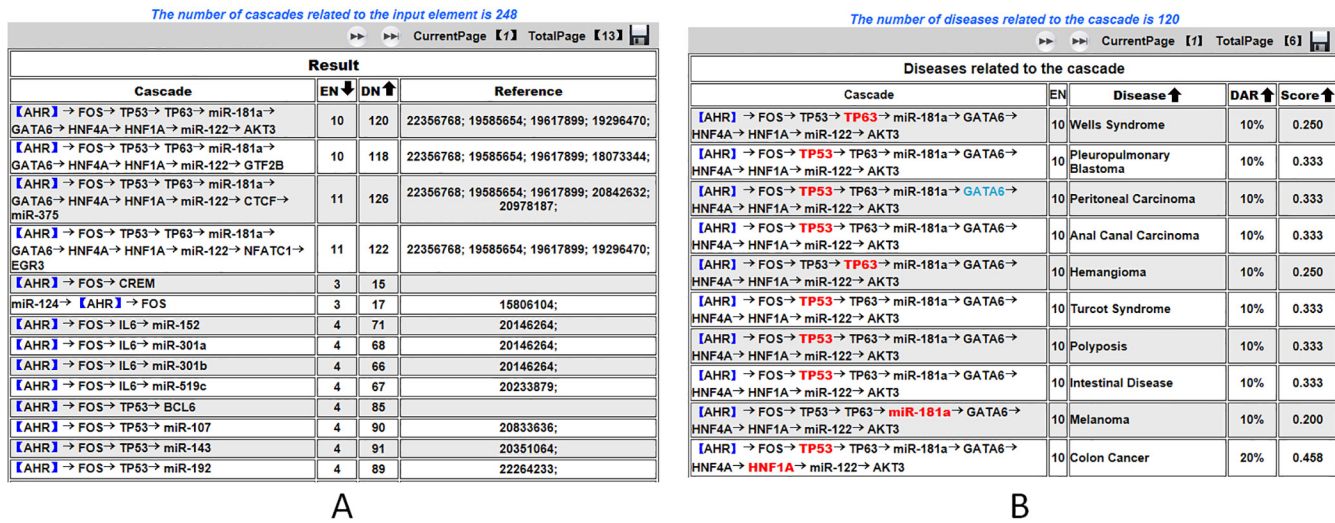 The number of cascades related to the input element is 248
CurrentPage 【1】 TotalPage 【13】
Result
Cascade EN DN Reference
【AHR】 → FOS→ TP53→ TP63→ miR-181a→
GATA6→ HNF4A→ HNF1A→ miR-122→ AKT3
10 120 22356768; 19585654; 19617899; 19296470;
【AHR】 → FOS→ TP53→ TP63→ miR-181a→
GATA6→ HNF4A→ HNF1A→ miR-122→ GTF2B
10 118 22356768; 19585654; 19617899; 18073344;
【AHR】 → FOS→ TP53→ TP63→ miR-181a→
GATA6→ HNF4A→ HNF1A→ miR-122→ CTCF→
miR-375
11 126 22356768; 19585654; 19617899; 20842632;
20978187;
【AHR】 → FOS→ TP53→ TP63→ miR-181a→
GATA6→ HNF4A→ HNF1A→ miR-122→ NFATC1→
EGR3
11 122 22356768; 19585654; 19617899; 19296470;
【AHR】 → FOS→ CREM 3 15
miR-124→ 【AHR】 → FOS 3 17 15806104;
【AHR】 → FOS→ IL6→ miR-152 4 71 20146264;
【AHR】 → FOS→ IL6→ miR-301a 4 68 20146264;
【AHR】 → FOS→ IL6→ miR-301b 4 66 20146264;
【AHR】 → FOS→ IL6→ miR-519c 4 67 20233879;
【AHR】 → FOS→ TP53→ BCL6 4 85
【AHR】 → FOS→ TP53→ miR-107 4 90 20833636;
【AHR】 → FOS→ TP53→ miR-143 4 91 20351064;
【AHR】 → FOS→ TP53→ miR-192 4 89 22264233;
A
The number of diseases related to the cascade is 120
CurrentPage 【1】 TotalPage 【6】
Diseases related to the cascade
Cascade EN Disease DAR Score
【AHR】 → FOS→ TP53→ TP63→ miR-181a→ GATA6→
HNF4A→ HNF1A→ miR-122→ AKT3
10 Wells Syndrome 10% 0.250
【AHR】 → FOS→ TP53→ TP63→ miR-181a→ GATA6→
HNF4A→ HNF1A→ miR-122→ AKT3
10 Pleuropulmonary
Blastoma 10% 0.333
【AHR】 → FOS→ TP53→ TP63→ miR-181a→ GATA6→
HNF4A→ HNF1A→ miR-122→ AKT3
10 Peritoneal Carcinoma 10% 0.333
【AHR】 → FOS→ TP53→ TP63→ miR-181a→ GATA6→
HNF4A→ HNF1A→ miR-122→ AKT3
10 Anal Canal Carcinoma 10% 0.333
【AHR】 → FOS→ TP53→ TP63→ miR-181a→ GATA6→
HNF4A→ HNF1A→ miR-122→ AKT3
10 Hemangioma 10% 0.250
【AHR】 → FOS→ TP53→ TP63→ miR-181a→ GATA6→
HNF4A→ HNF1A→ miR-122→ AKT3
10 Turcot Syndrome 10% 0.333
【AHR】 → FOS→ TP53→ TP63→ miR-181a→ GATA6→
HNF4A→ HNF1A→ miR-122→ AKT3
10 Polyposis 10% 0.333
【AHR】 → FOS→ TP53→ TP63→ miR-181a→ GATA6→
HNF4A→ HNF1A→ miR-122→ AKT3
10 Intestinal Disease 10% 0.333
【AHR】 → FOS→ TP53→ TP63→ miR-181a→ GATA6→
HNF4A→ HNF1A→ miR-122→ AKT3
10 Melanoma 10% 0.200
【AHR】 → FOS→ TP53→ TP63→ miR-181a→ GATA6→
HNF4A→ HNF1A→ miR-122→ AKT3
10 Colon Cancer 20% 0.458
B